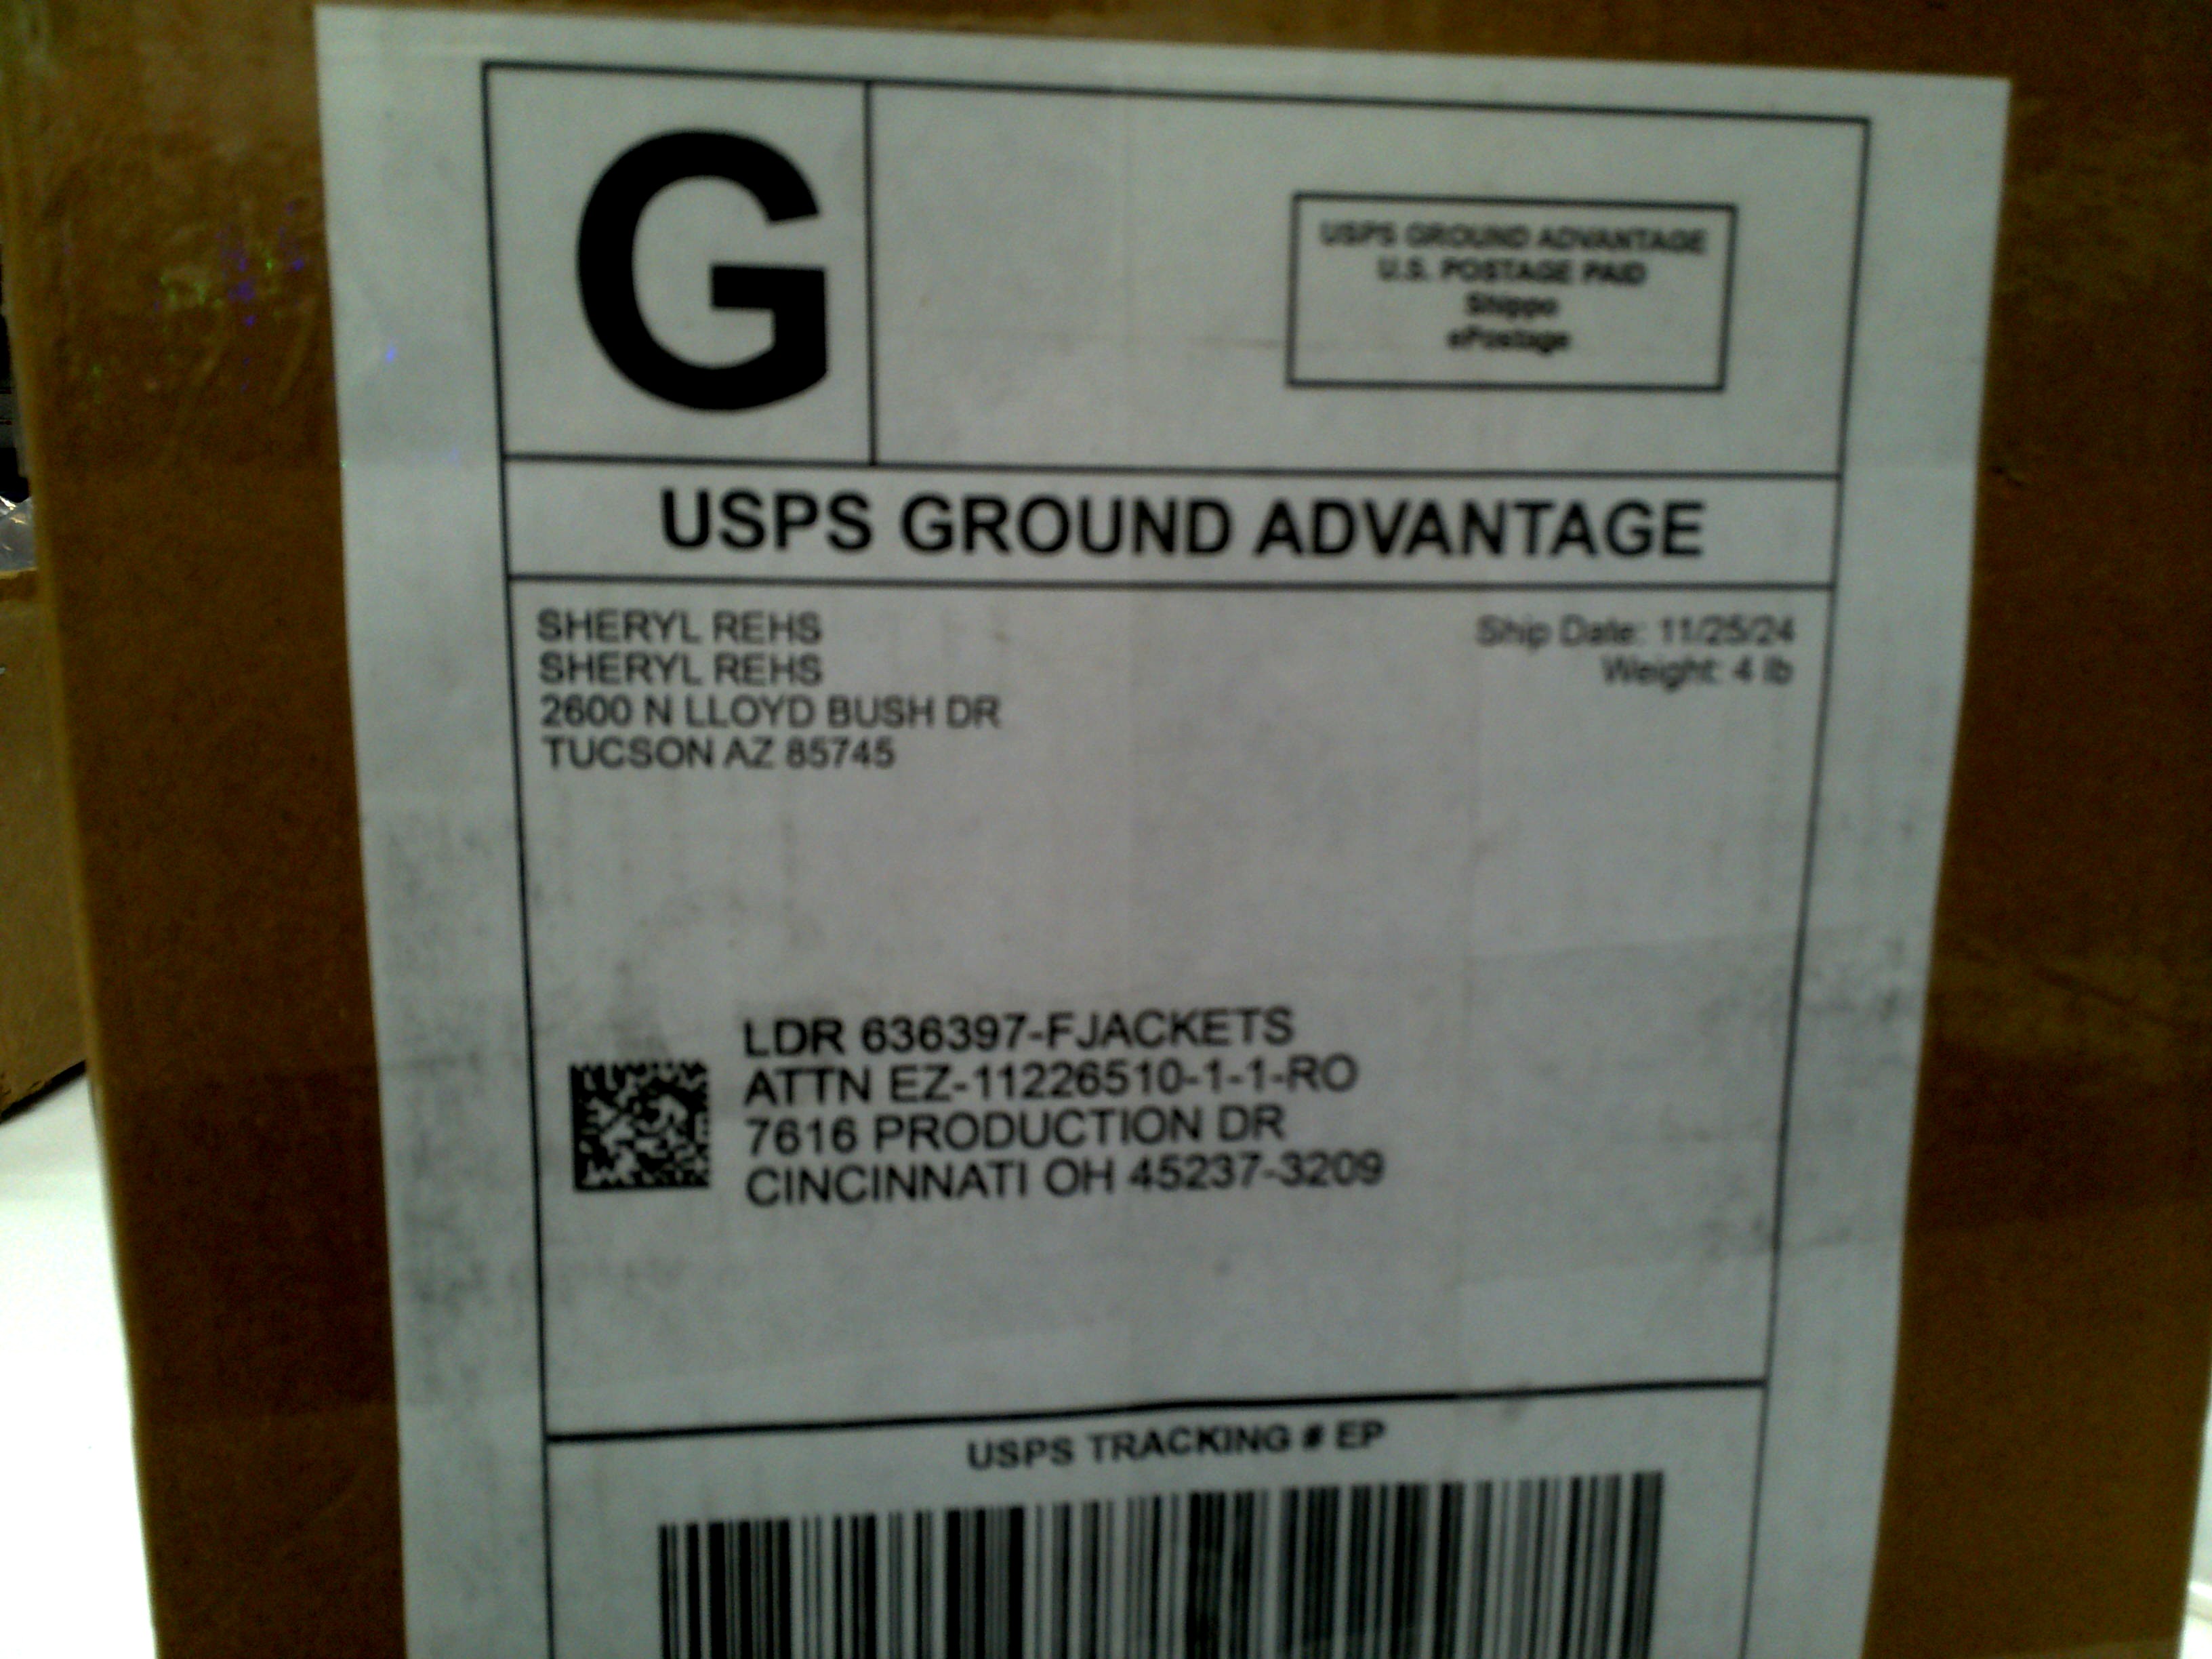 G
USPS GROUND ADVANTAGE
U.S. POSTAGE PAID
Shippo
ePostage
USPS GROUND ADVANTAGE
SHERYL REHS
SHERYL REHS
2600 N LLOYD BUSH DR
TUCSON AZ 85745
Ship Date: 11/25/24
Weight: 4 lb
LDR 636397-FJACKETS
ATTN EZ-11226510-1-1-RO
7616 PRODUCTION DR
CINCINNATI OH 45237-3209
USPS TRACKING # EP